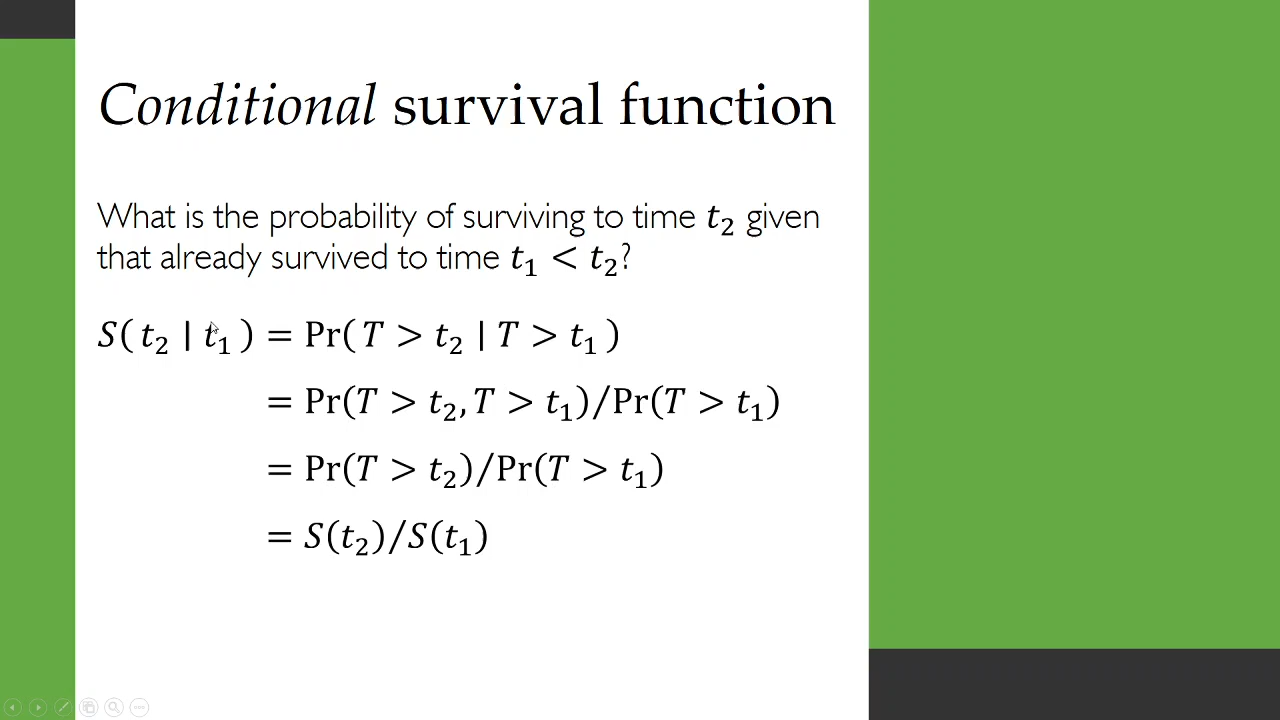 Conditional survival function
What is the probability of surviving to time t₂ given
that already survived to time t₁ < t₂?
S( t₂ | t₁ ) = Pr( T > t₂ | T > t₁ )
= Pr(T > t₂, T > t₁)/Pr(T > t₁)
= Pr(T > t₂)/Pr(T > t₁)
= S(t₂)/S(t₁)